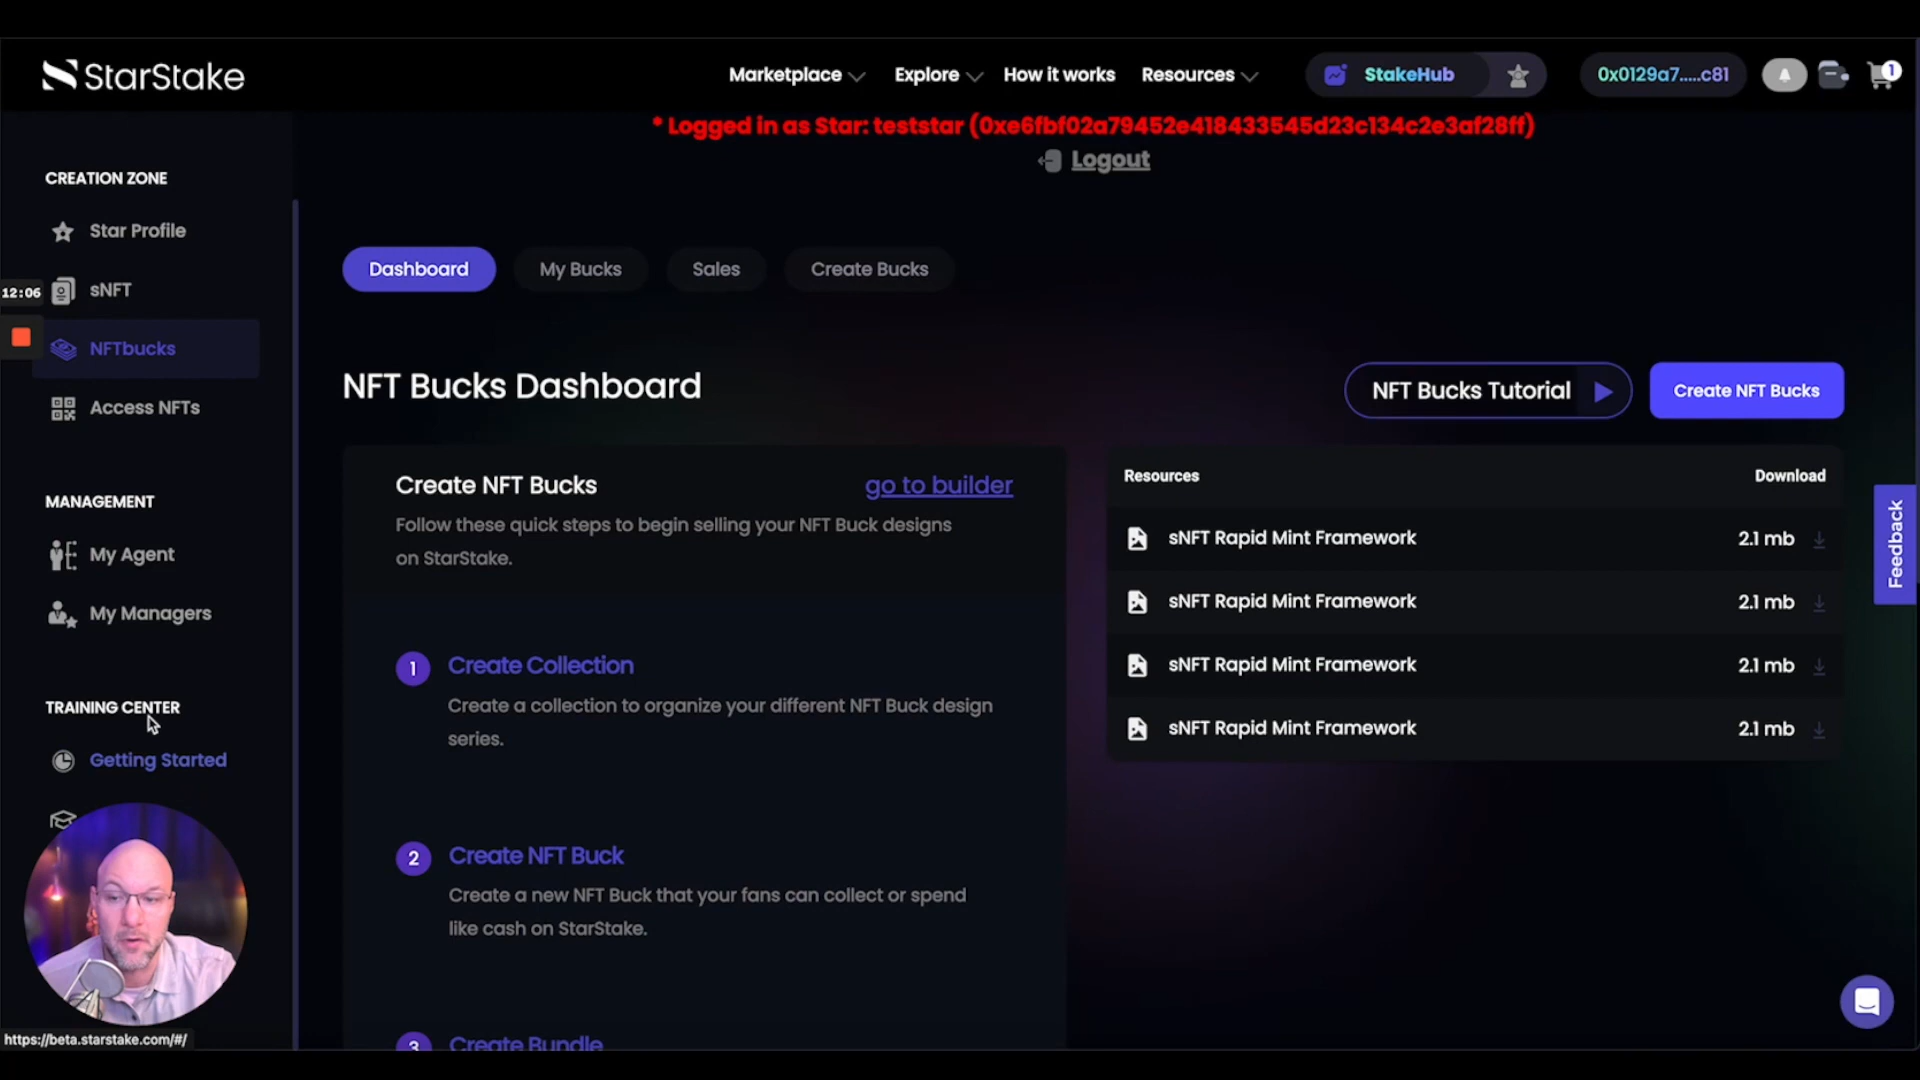 StarStake
Marketplace
Explore
How it works
Resources
StakeHub
0x0129a7.....c81
1
* Logged in as Star: teststar (0xe6fbf02a79452e418433545d23c134c2e3af28ff)
Logout
CREATION ZONE
Star Profile
12:06
sNFT
NFTbucks
Access NFTs
MANAGEMENT
My Agent
My Managers
TRAINING CENTER
Getting Started
https://beta.starstake.com/#/
Dashboard
My Bucks
Sales
Create Bucks
NFT Bucks Dashboard
NFT Bucks Tutorial
Create NFT Bucks
Create NFT Bucks
go to builder
Follow these quick steps to begin selling your NFT Buck designs
on StarStake.
1 Create Collection
Create a collection to organize your different NFT Buck design
series.
2 Create NFT Buck
Create a new NFT Buck that your fans can collect or spend
like cash on StarStake.
3 Create Bundle
Resources Download
sNFT Rapid Mint Framework 2.1 mb
sNFT Rapid Mint Framework 2.1 mb
sNFT Rapid Mint Framework 2.1 mb
sNFT Rapid Mint Framework 2.1 mb
Feedback